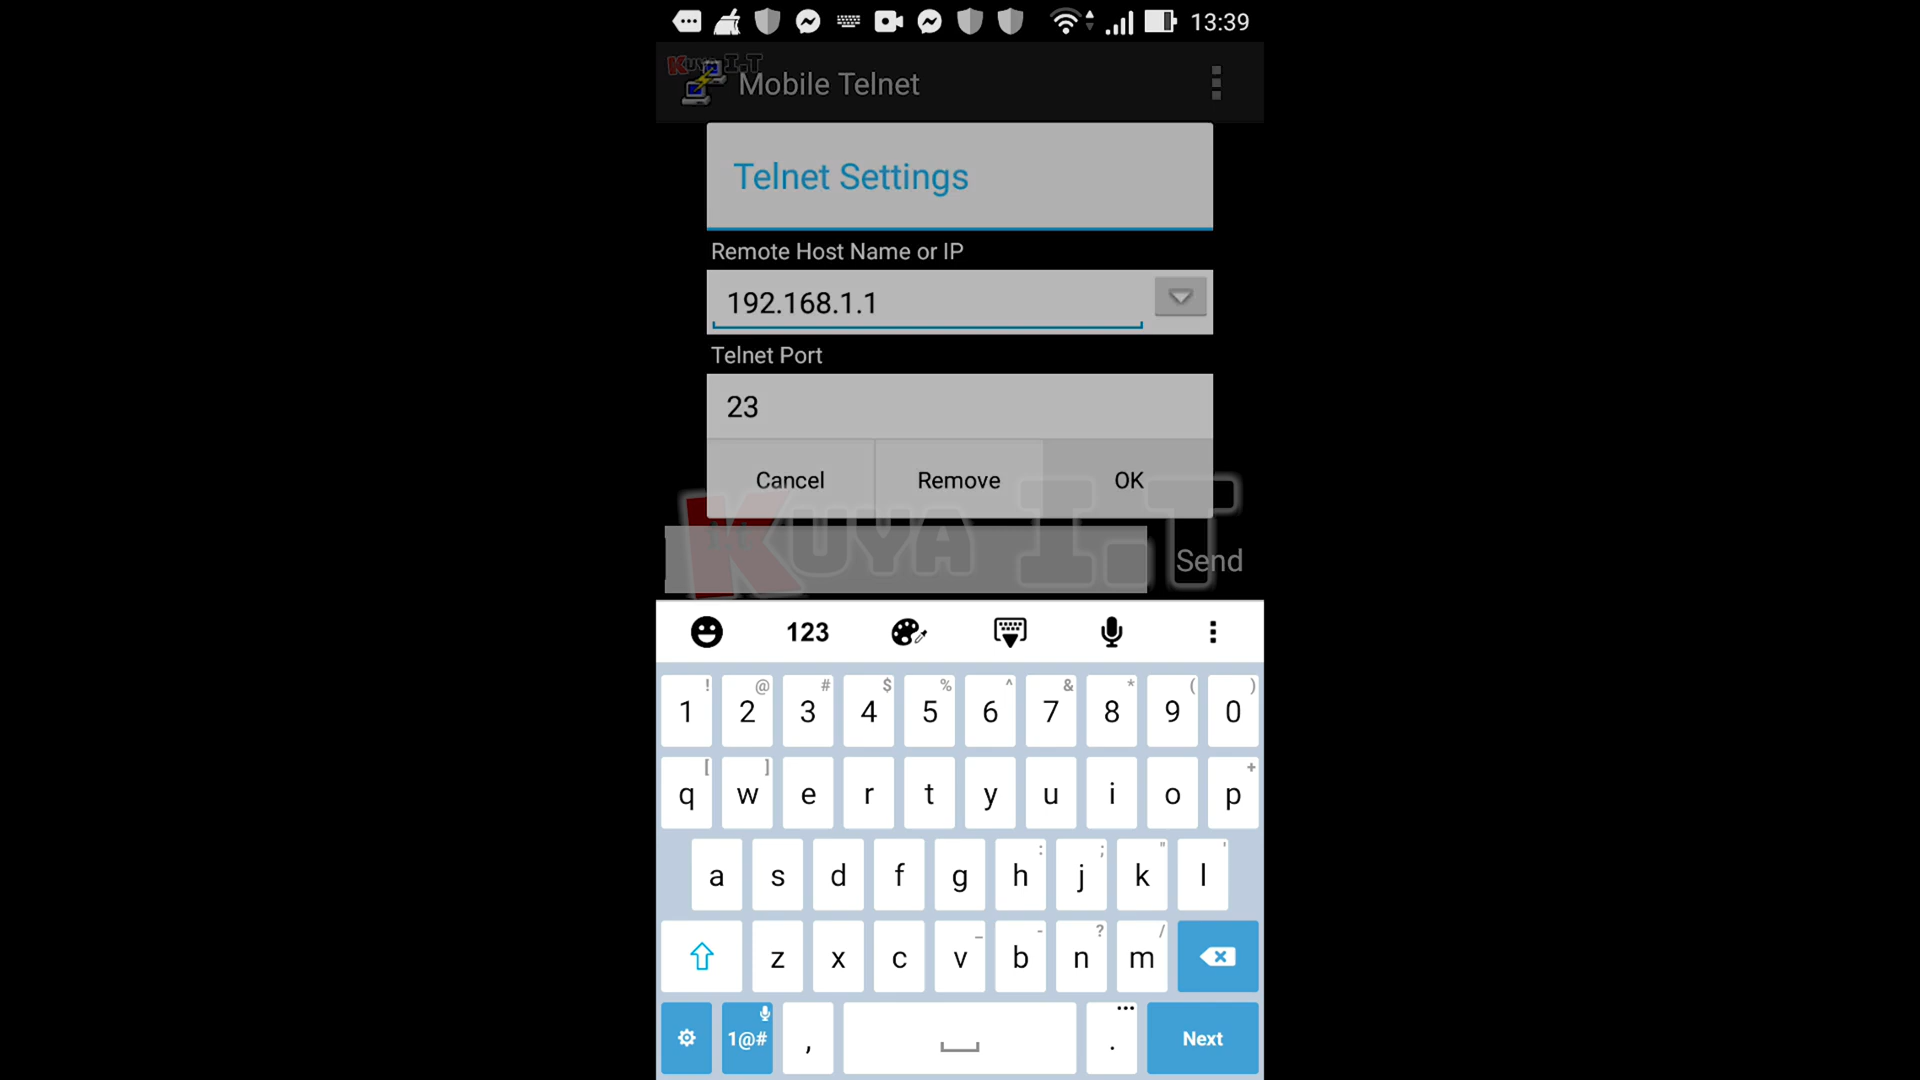 13:39
KUYA I.T
Mobile Telnet
Telnet Settings
Remote Host Name or IP
192.168.1.1
Telnet Port
23
Cancel Remove OK
KUYA I.T
Send
123
! @ # $ % ^ & * ( )
1 2 3 4 5 6 7 8 9 0
[ ] +
q w e r t y u i o p
: ; " '
a s d f g h j k l
_ - ? /
z x c v b n m
1@# , . Next